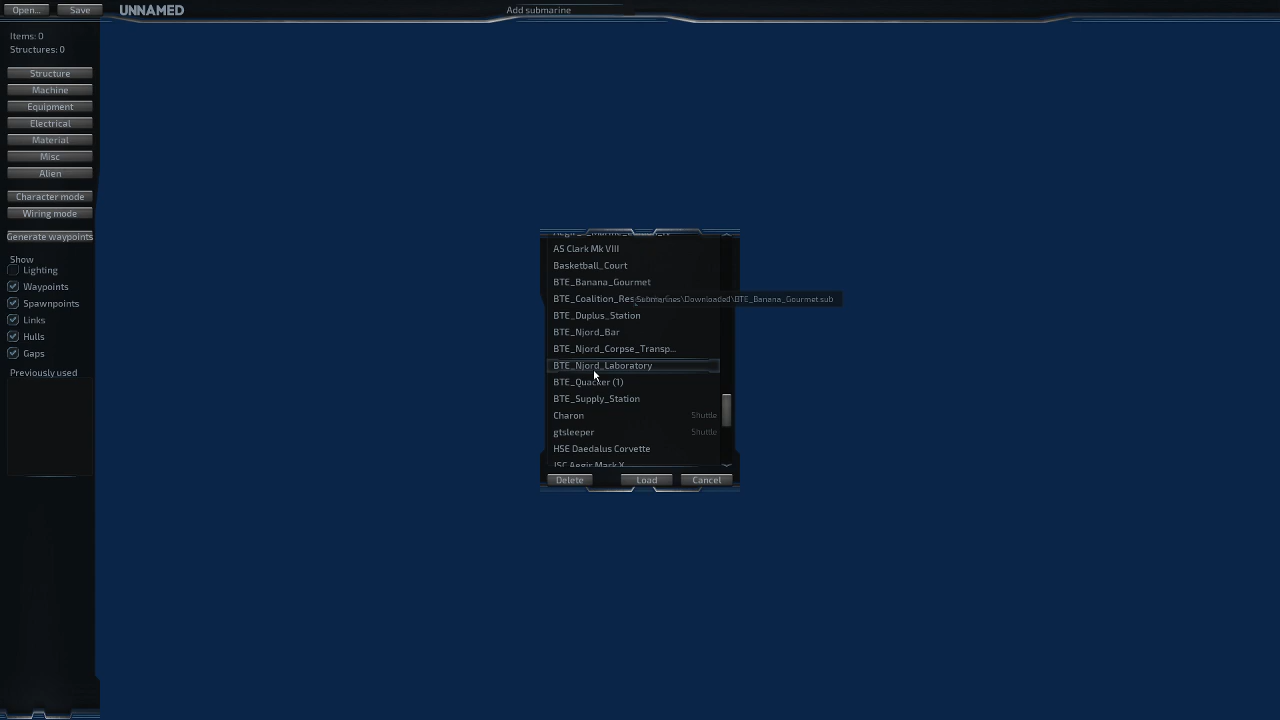 Open... Save UNNAMED Add submarine
Items: 0
Structures: 0
Structure
Machine
Equipment
Electrical
Material
Misc
Alien
Character mode
Wiring mode
Generate waypoints
Show
Lighting
Waypoints
Spawnpoints
Links
Hulls
Gaps
Previously used
AS Clark Mk VIII
Basketball_Court
BTE_Banana_Gourmet
Submarines\Downloaded\BTE_Banana_Gourmet.sub
BTE_Duplus_Station
BTE_Njord_Bar
BTE_Njord_Corpse_Transp...
BTE_Njord_Laboratory
BTE_Quacker (1)
BTE_Supply_Station
Charon Shuttle
gtsleeper Shuttle
HSE Daedalus Corvette
JSC Aegir Mark X
Delete Load Cancel